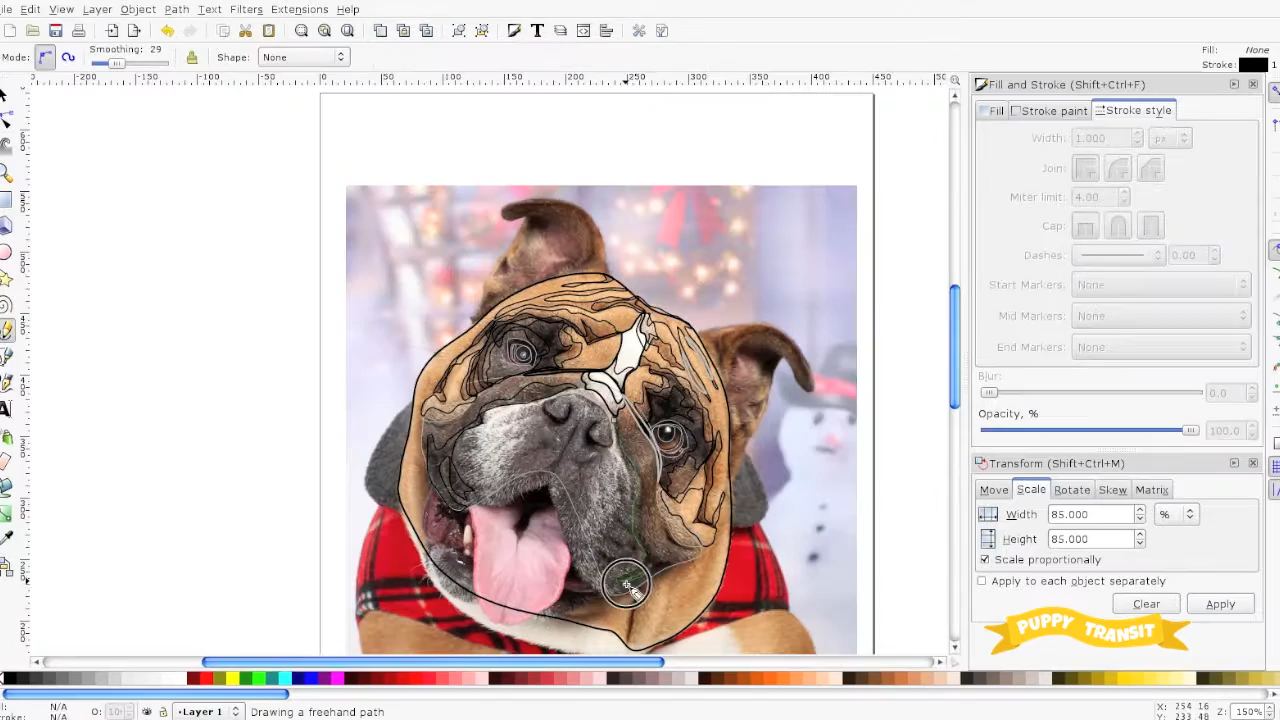 ile Edit View Layer Object Path Text Filters Extensions Help
Mode: Smoothing: 29 Shape: None
Fill: None
Stroke: 1
Fill and Stroke (Shift+Ctrl+F)
Fill Stroke paint Stroke style
Width: 1.000 px
Join:
Miter limit: 4.00
Cap:
Dashes: 0.00
Start Markers: None
Mid Markers: None
End Markers: None
Blur:
0.0
Opacity, %
100.0
Transform (Shift+Ctrl+M)
Move Scale Rotate Skew Matrix
Width 85.000 %
Height 85.000
Scale proportionally
Apply to each object separately
Clear Apply
PUPPY TRANSIT
N/A
roke: N/A
O: Layer 1 Drawing a freehand path
X: 254.16
Y: 233.48
Z: 150%